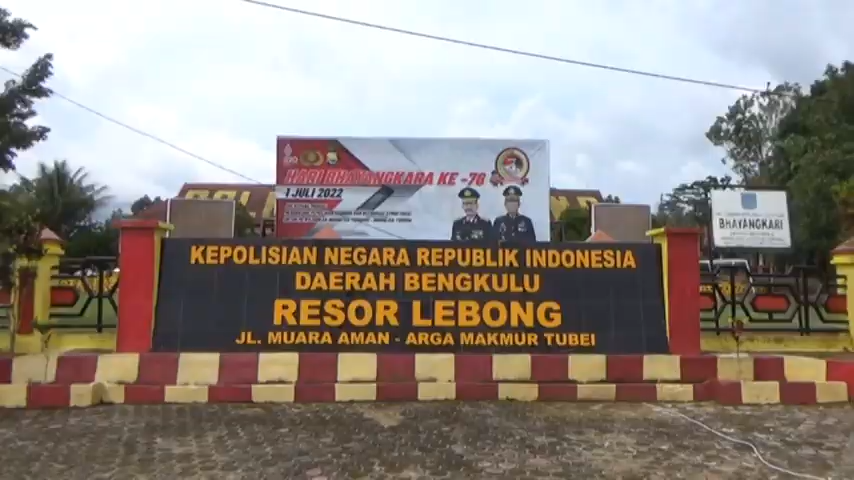 HARI BHAYANGKARA KE -76
1 JULI 2022
BHAYANGKARI
KEPOLISIAN NEGARA REPUBLIK INDONESIA
DAERAH BENGKULU
RESOR LEBONG
JL. MUARA AMAN - ARGA MAKMUR TUBEI